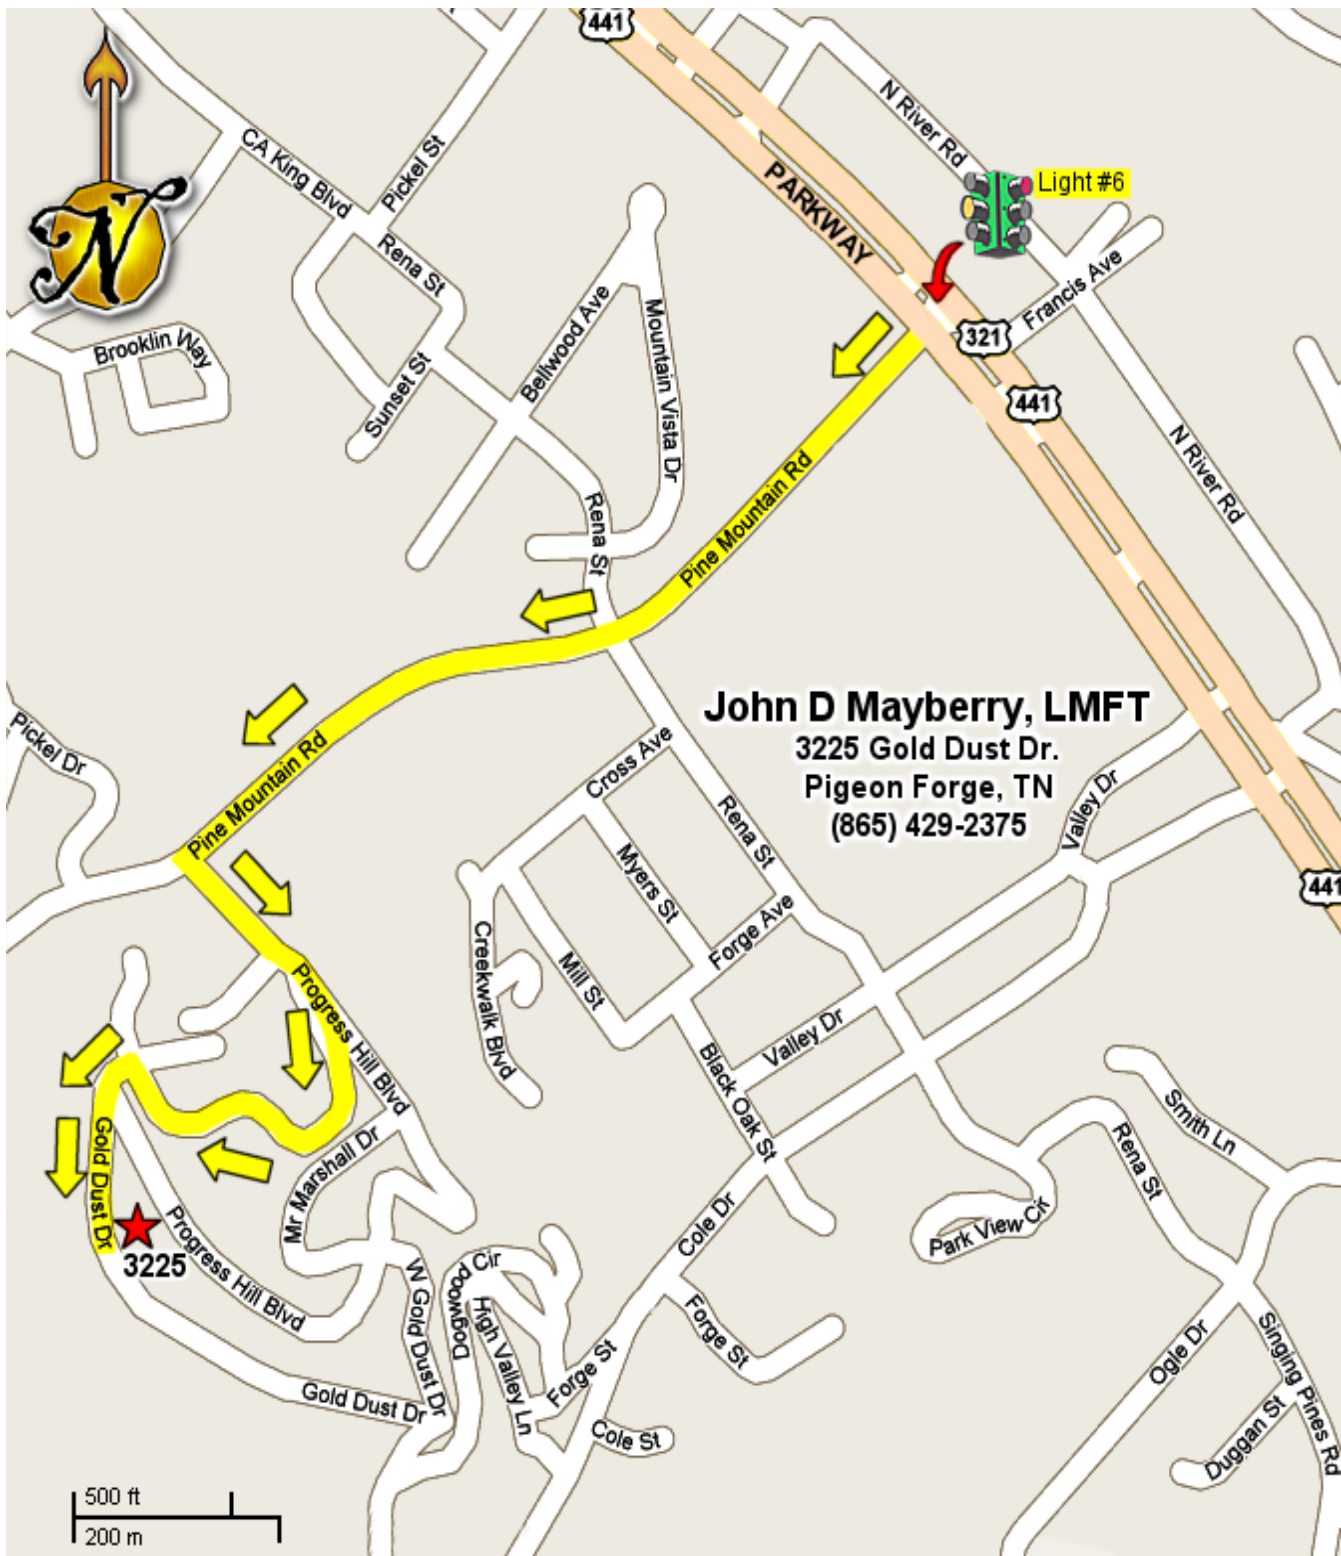 441
N
CA King Blvd
Pickel St
N River Rd
Light #6
PARKWAY
Rena St
Francis Ave
321
Brooklin Way
Sunset St
Bellwood Ave
Mountain Vista Dr
441
N River Rd
Pine Mountain Rd
Rena St
John D Mayberry, LMFT
3225 Gold Dust Dr.
Pigeon Forge, TN
(865) 429-2375
Pickel Dr
Pine Mountain Rd
Cross Ave
Rena St
Valley Dr
Myers St
Forge Ave
441
Creekwalk Blvd
Mill St
Progress Hill Blvd
Valley Dr
Black Oak St
Smith Ln
Gold Dust Dr
Mr Marshall Dr
Rena St
3225
Progress Hill Blvd
W Gold Dust Dr
Dogwood Cir
High Valley Ln
Cole Dr
Park View Cir
Forge St
Forge St
Ogle Dr
Singing Pines Rd
Gold Dust Dr
Cole St
Duggan St
500 ft
200 m